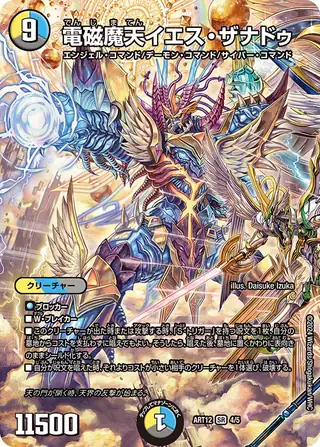 9
でんじまてん
電磁魔天イエス・ザナドゥ
エンジェル・コマンド/デーモン・コマンド/サイバー・コマンド
illus. Daisuke Izuka
クリーチャー
ブロッカー
■W・ブレイカー
■このクリーチャーが出た時または攻撃する時、「S・トリガー」を持つ呪文を1枚、自分の
墓地からコストを支払わずに唱えてもよい。そうしたら、唱えた後、墓地に置くかわりに表向き
のままシールド化する。
■自分が呪文を唱えた時、それよりコストが小さい相手のクリーチャーを1体選び、破壊する。
天の門が開く時、天界の反撃が始まる。
11500
1
ART12 SR 4/5